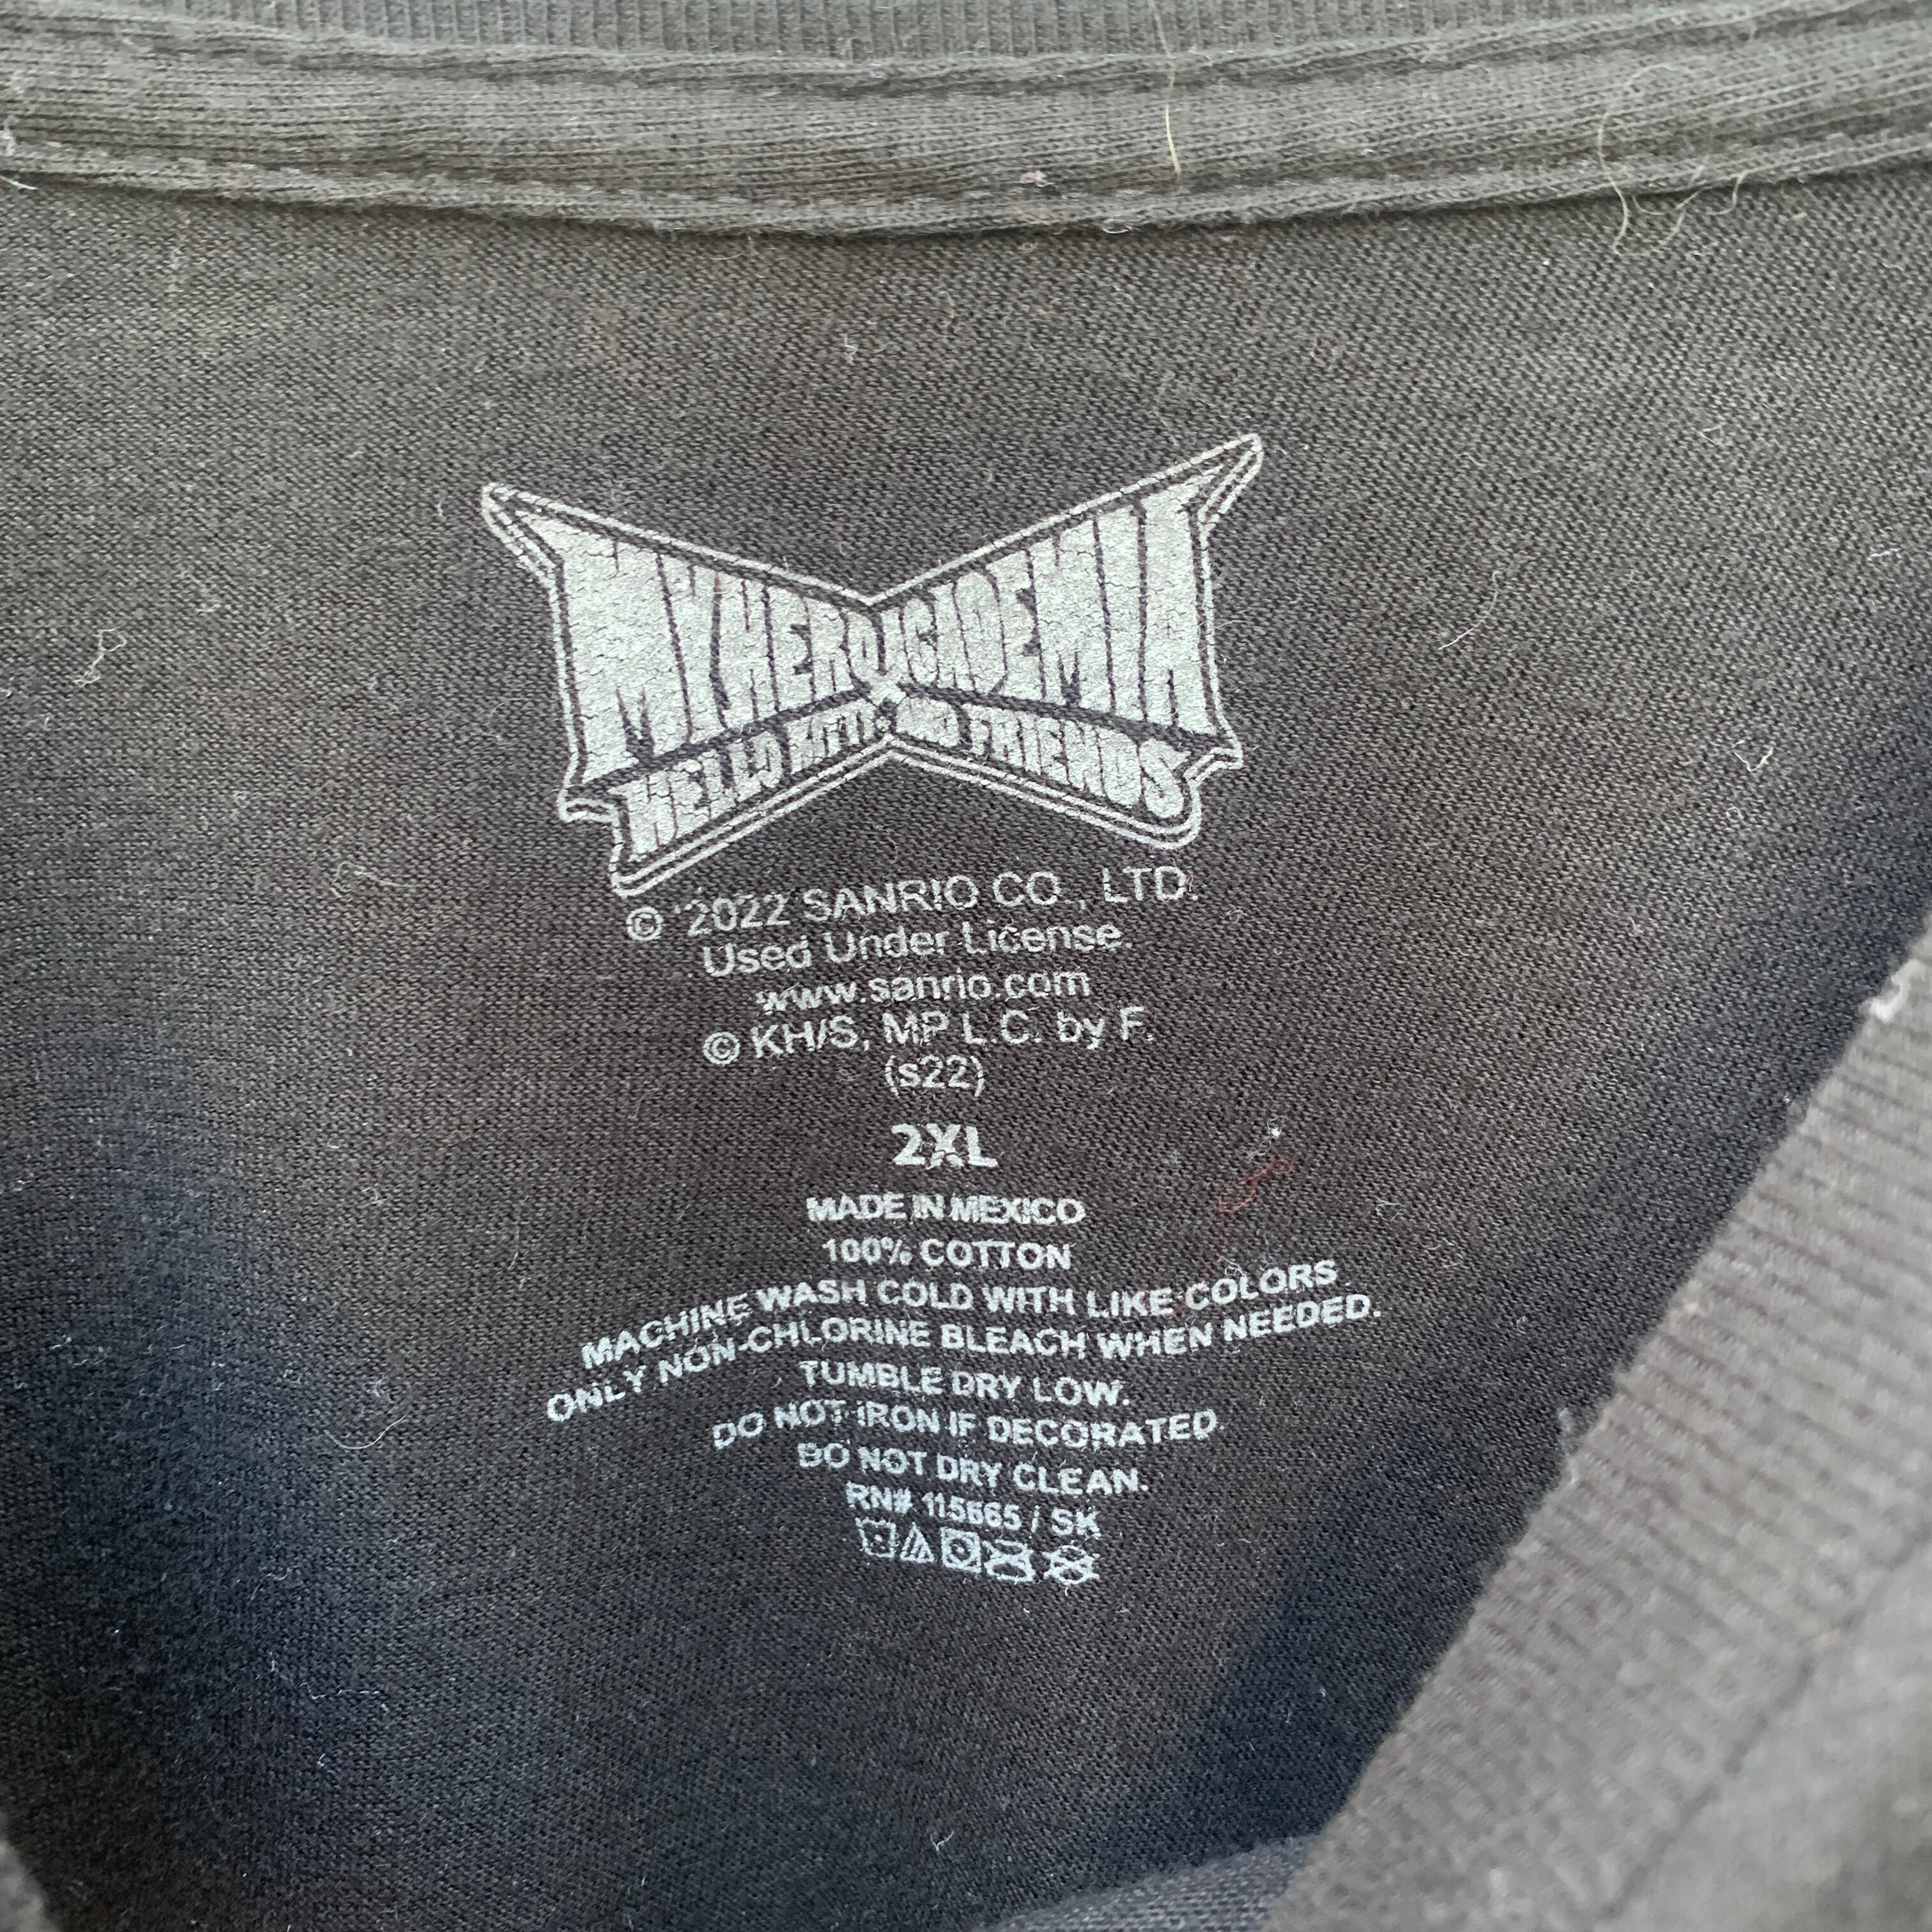 MY HERO ACADEMIA
HELLO KITTY AND FRIENDS
© '2022 SANRIO CO., LTD.
Used Under License.
www.sanrio.com
© KH/S, MP L.C. by F.
(s22)
2XL
MADE IN MEXICO
100% COTTON
MACHINE WASH COLD WITH LIKE COLORS
ONLY NON-CHLORINE BLEACH WHEN NEEDED.
TUMBLE DRY LOW.
DO NOT IRON IF DECORATED.
DO NOT DRY CLEAN.
RN# 115665 / SK